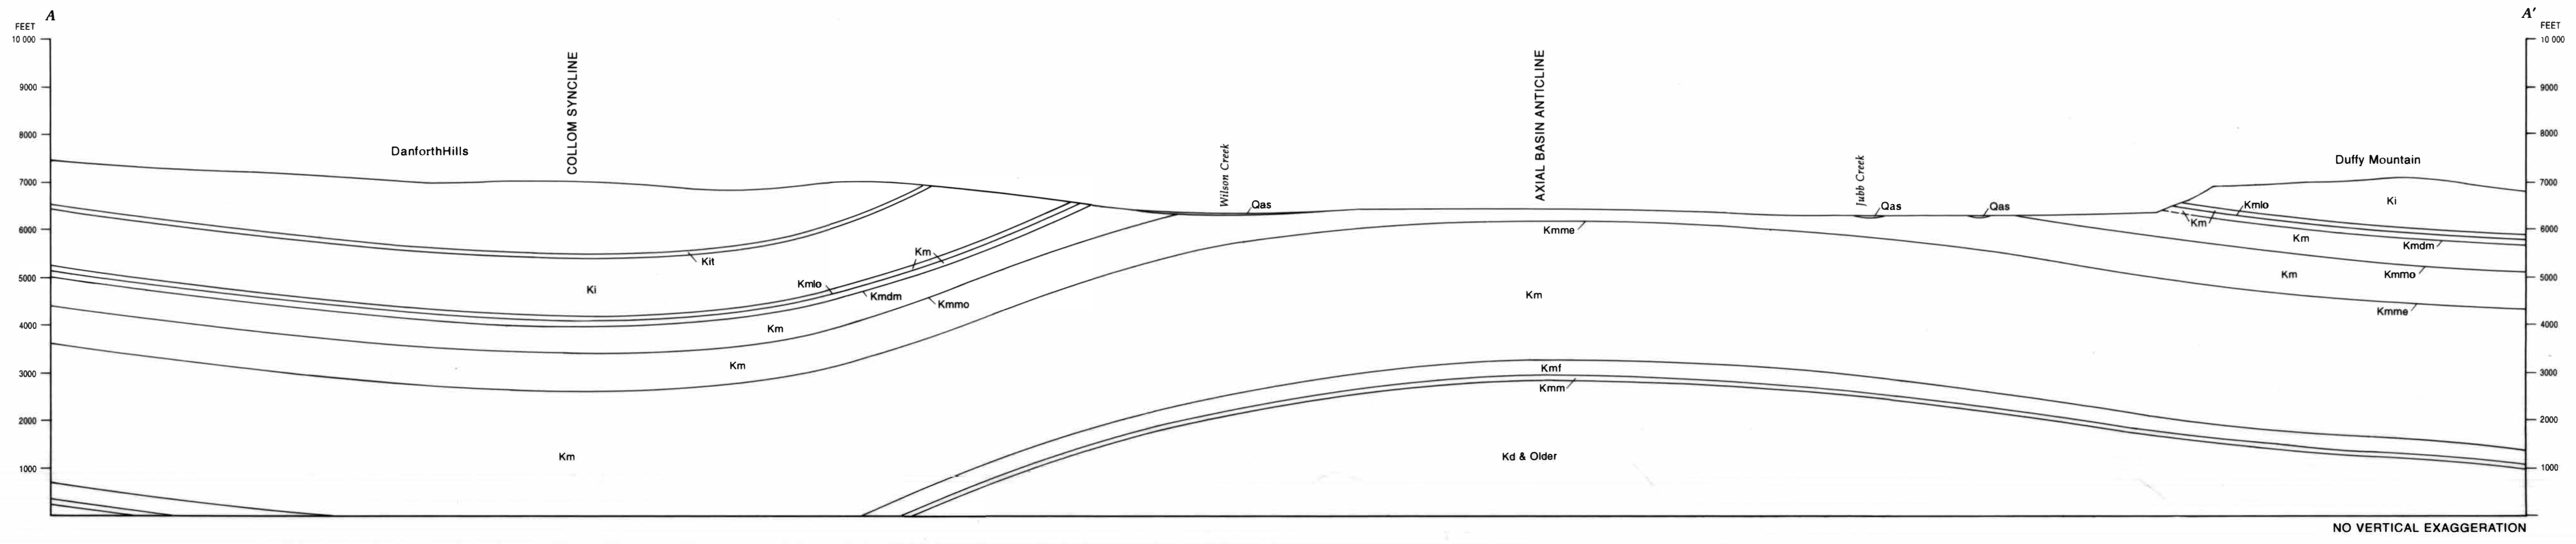 A
A'
FEET
FEET
10 000
10 000
9000
9000
8000
8000
7000
7000
6000
6000
5000
5000
4000
4000
3000
3000
2000
2000
1000
1000
DanforthHills
COLLOM SYNCLINE
Wilson Creek
AXIAL BASIN ANTICLINE
Jubb Creek
Duffy Mountain
Qas
Qas
Qas
Kmlo
Ki
Km
Kmme
Km
Kmdm
Km
Kit
Km
Kmmo
Kmlo
Ki
Kmdm
Kmmo
Km
Km
Kmme
Km
Km
Kmf
Kmm
Km
Kd & Older
NO VERTICAL EXAGGERATION